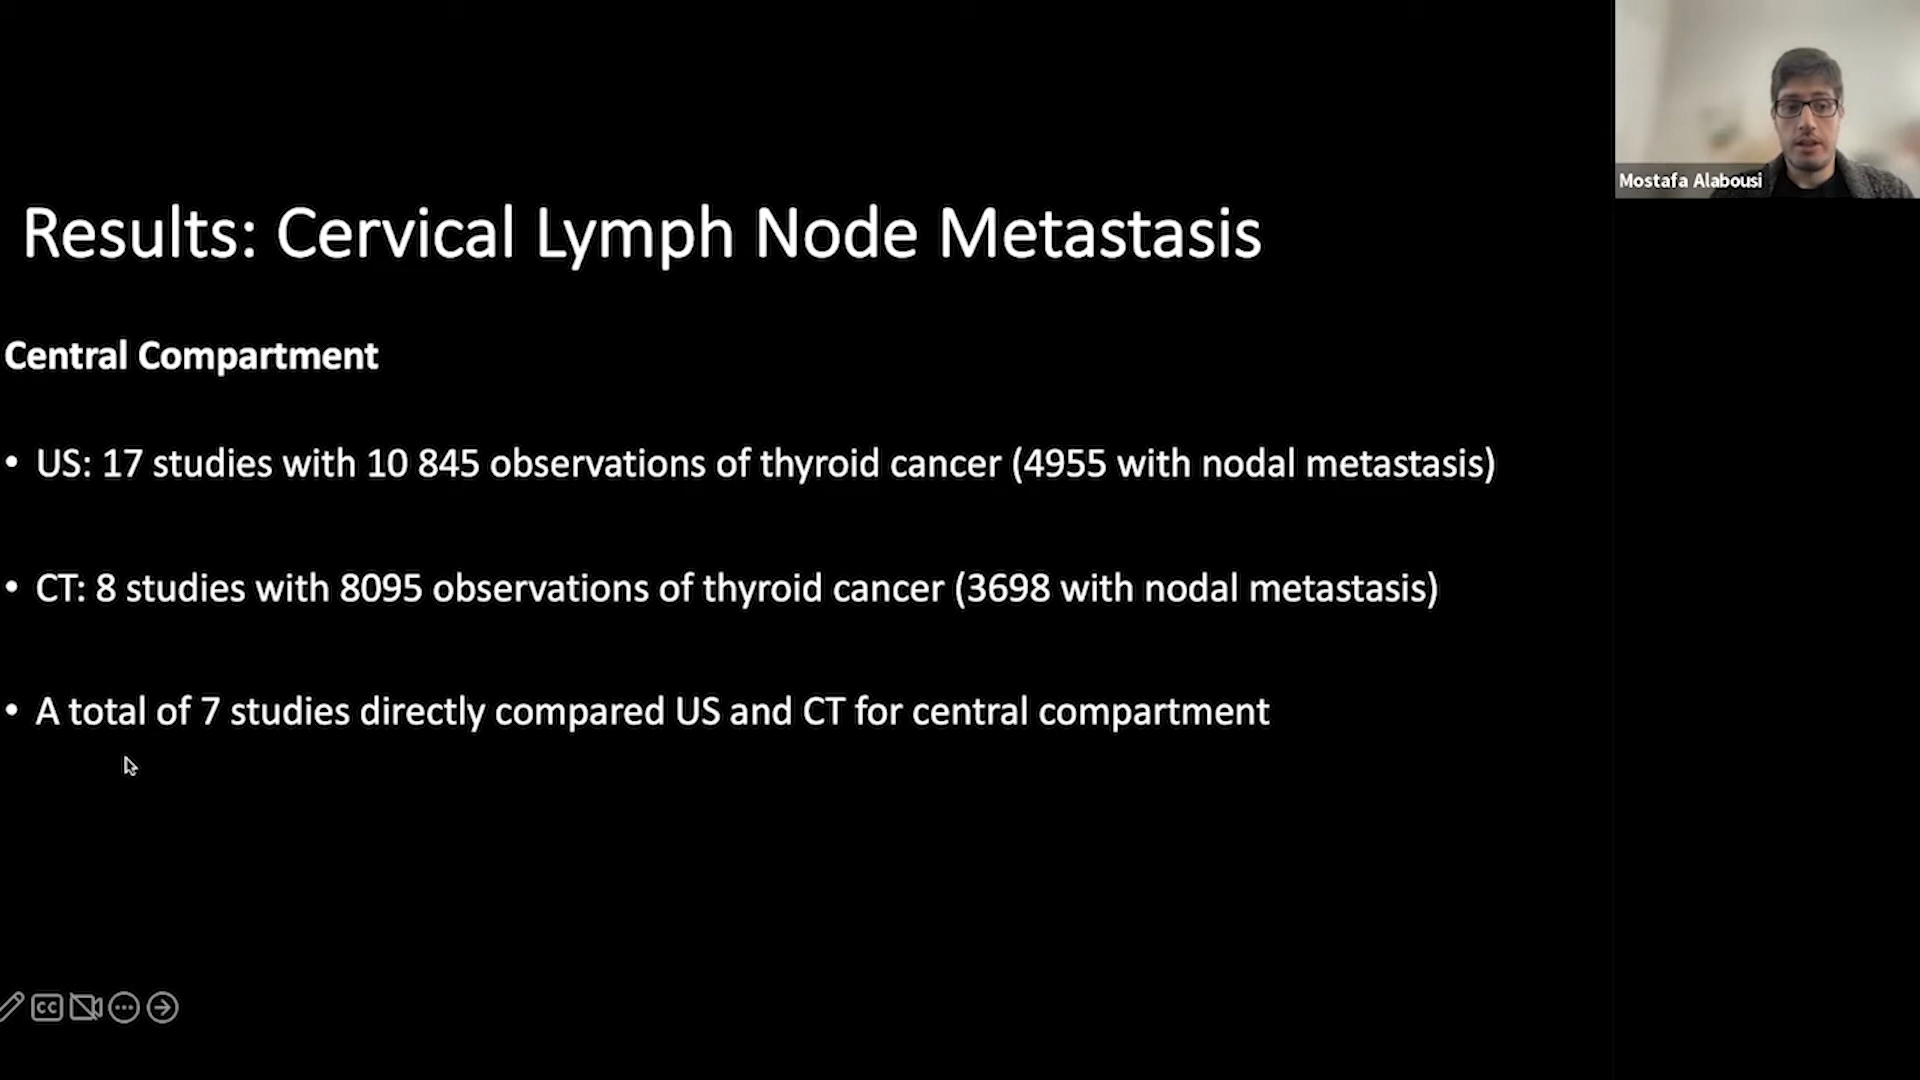 Results: Cervical Lymph Node Metastasis
Central Compartment
• US: 17 studies with 10 845 observations of thyroid cancer (4955 with nodal metastasis)
• CT: 8 studies with 8095 observations of thyroid cancer (3698 with nodal metastasis)
• A total of 7 studies directly compared US and CT for central compartment
Mostafa Alabousi
CC